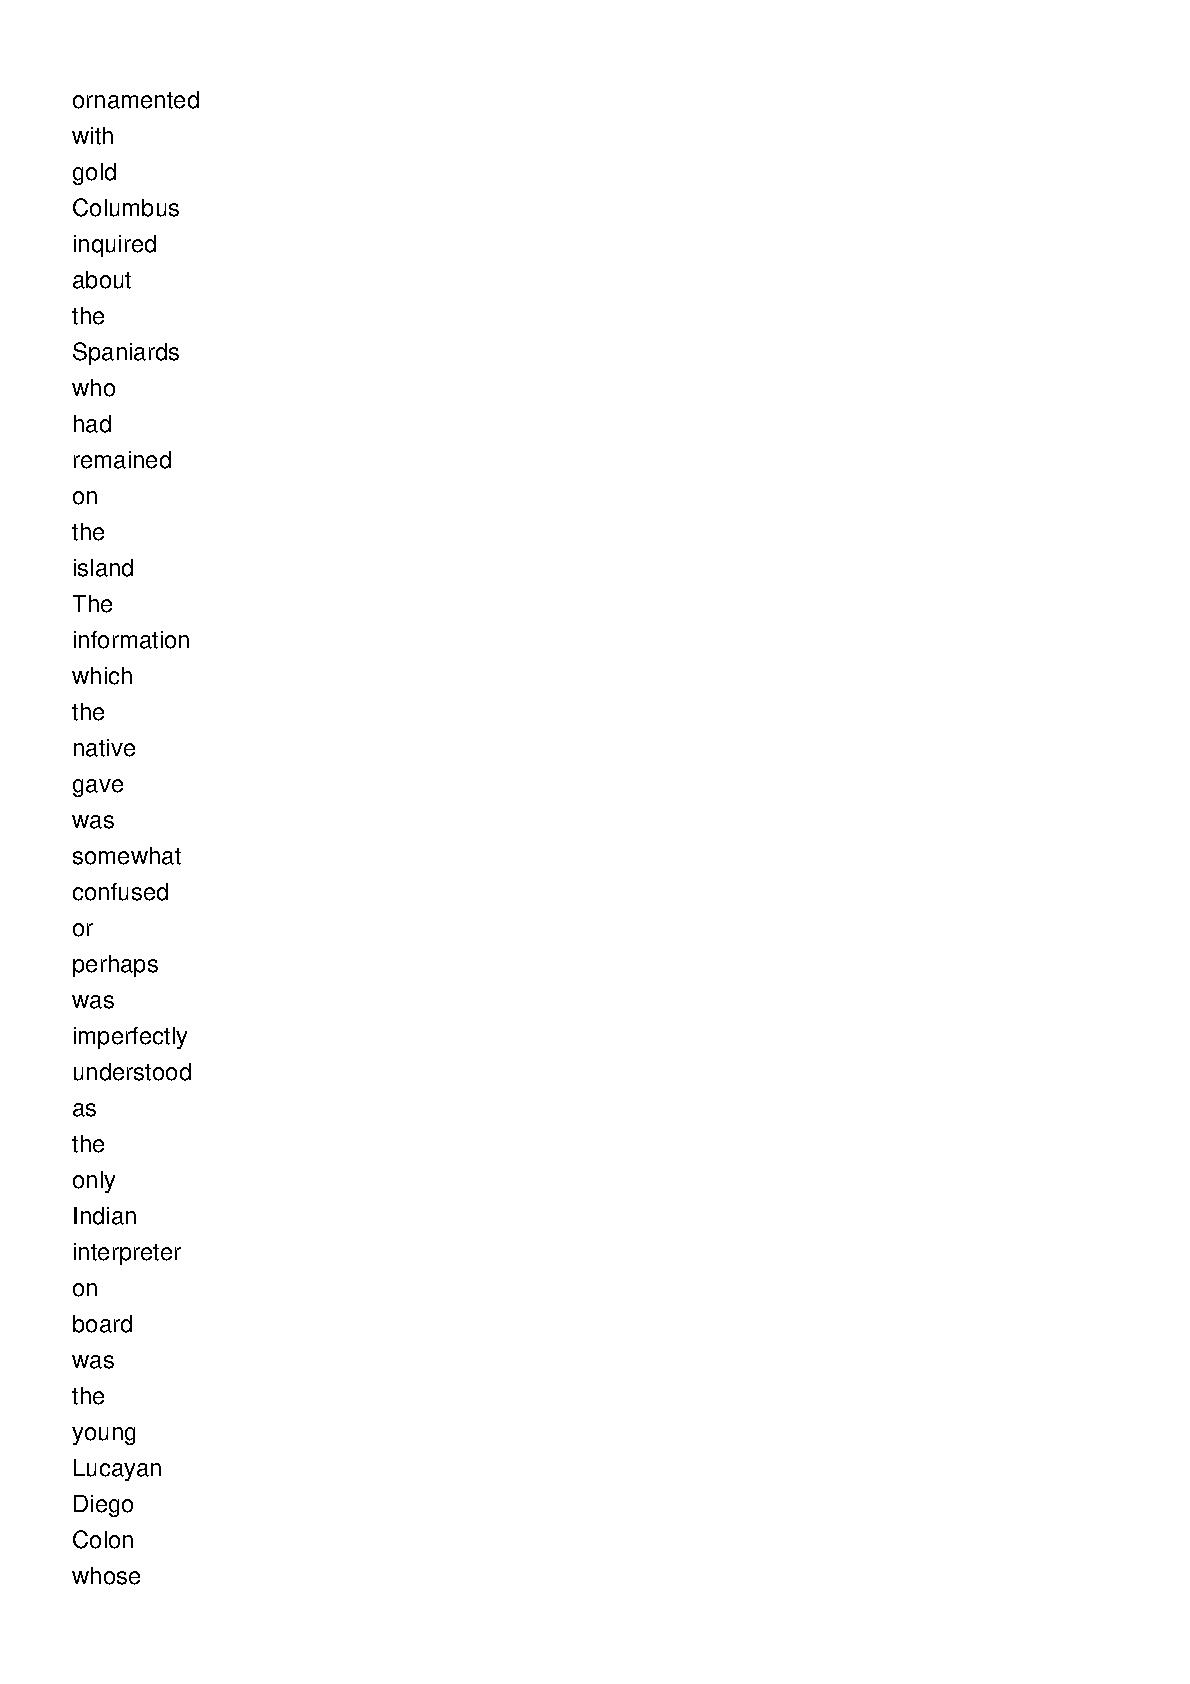 ornamented
with
gold
Columbus
inquired
about
the
Spaniards
who
had
remained
on
the
island
The
information
which
the
native
gave
was
somewhat
confused
or
perhaps
was
imperfectly
understood
as
the
only
Indian
interpreter
on
board
was
the
young
Lucayan
Diego
Colon
whose